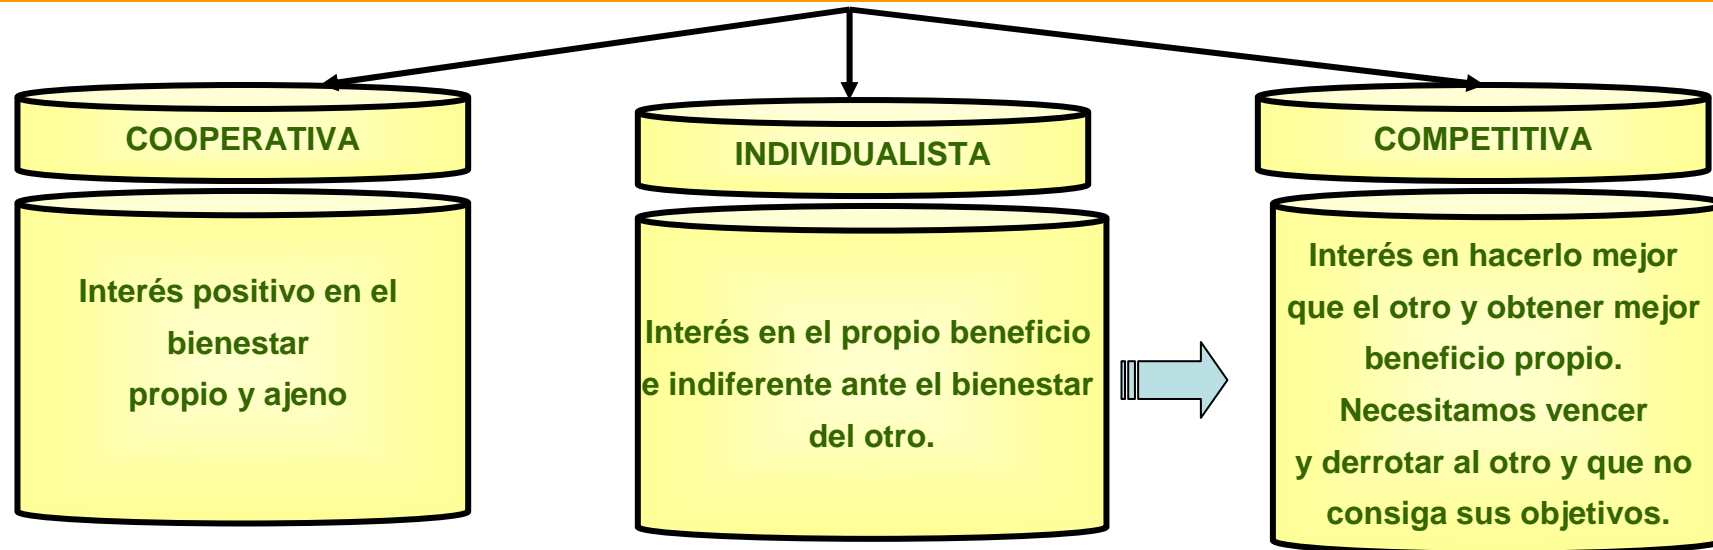 COOPERATIVA
Interés positivo en el
bienestar
propio y ajeno
INDIVIDUALISTA
Interés en el propio beneficio
e indiferente ante el bienestar
del otro.
COMPETITIVA
Interés en hacerlo mejor
que el otro y obtener mejor
beneficio propio.
Necesitamos vencer
y derrotar al otro y que no
consiga sus objetivos.